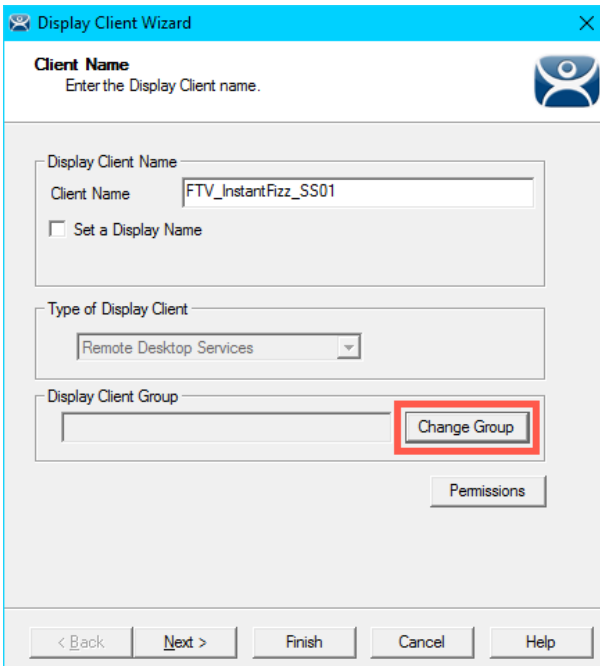 Display Client Wizard
Client Name
Enter the Display Client name.
Display Client Name
Client Name FTV_InstantFizz_SS01
Set a Display Name
Type of Display Client
Remote Desktop Services
Display Client Group
Change Group
Permissions
< Back Next > Finish Cancel Help